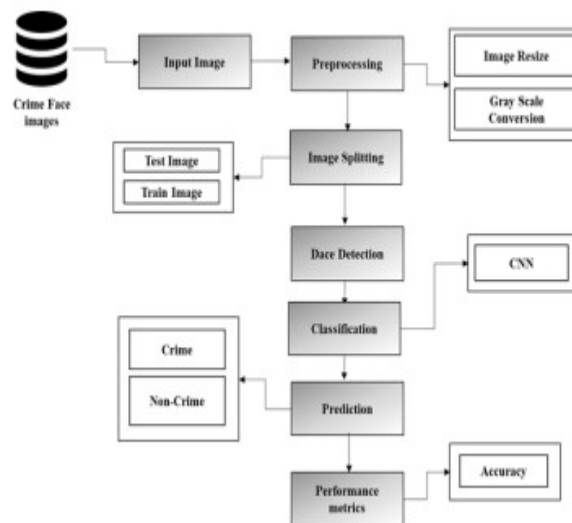 Crime Face
images
Input Image
Preprocessing
Image Resize
Gray Scale
Conversion
Image Splitting
Test Image
Train Image
Dace Detection
CNN
Classification
Crime
Non-Crime
Prediction
Performance
metrics
Accuracy